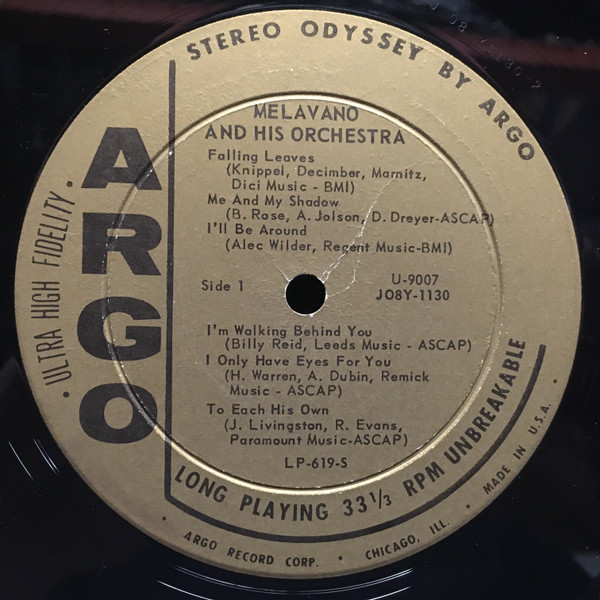 STEREO ODYSSEY BY ARGO
ARGO
· ULTRA HIGH FIDELITY ·
MELAVANO
AND HIS ORCHESTRA
Falling Leaves
(Knippel, Decimber, Marnitz,
Dici Music - BMI)
Me And My Shadow
(B. Rose, A. Jolson, D. Dreyer-ASCAP)
I'll Be Around
(Alec Wilder, Regent Music-BMI)
Side 1
U-9007
JO8Y-1130
I'm Walking Behind You
(Billy Reid, Leeds Music - ASCAP)
I Only Have Eyes For You
(H. Warren, A. Dubin, Remick
Music - ASCAP)
To Each His Own
(J. Livingston, R. Evans,
Paramount Music-ASCAP)
LP-619-S
LONG PLAYING 33 1/3 RPM UNBREAKABLE
· ARGO RECORD CORP. · CHICAGO, ILL. · MADE IN U.S.A. ·